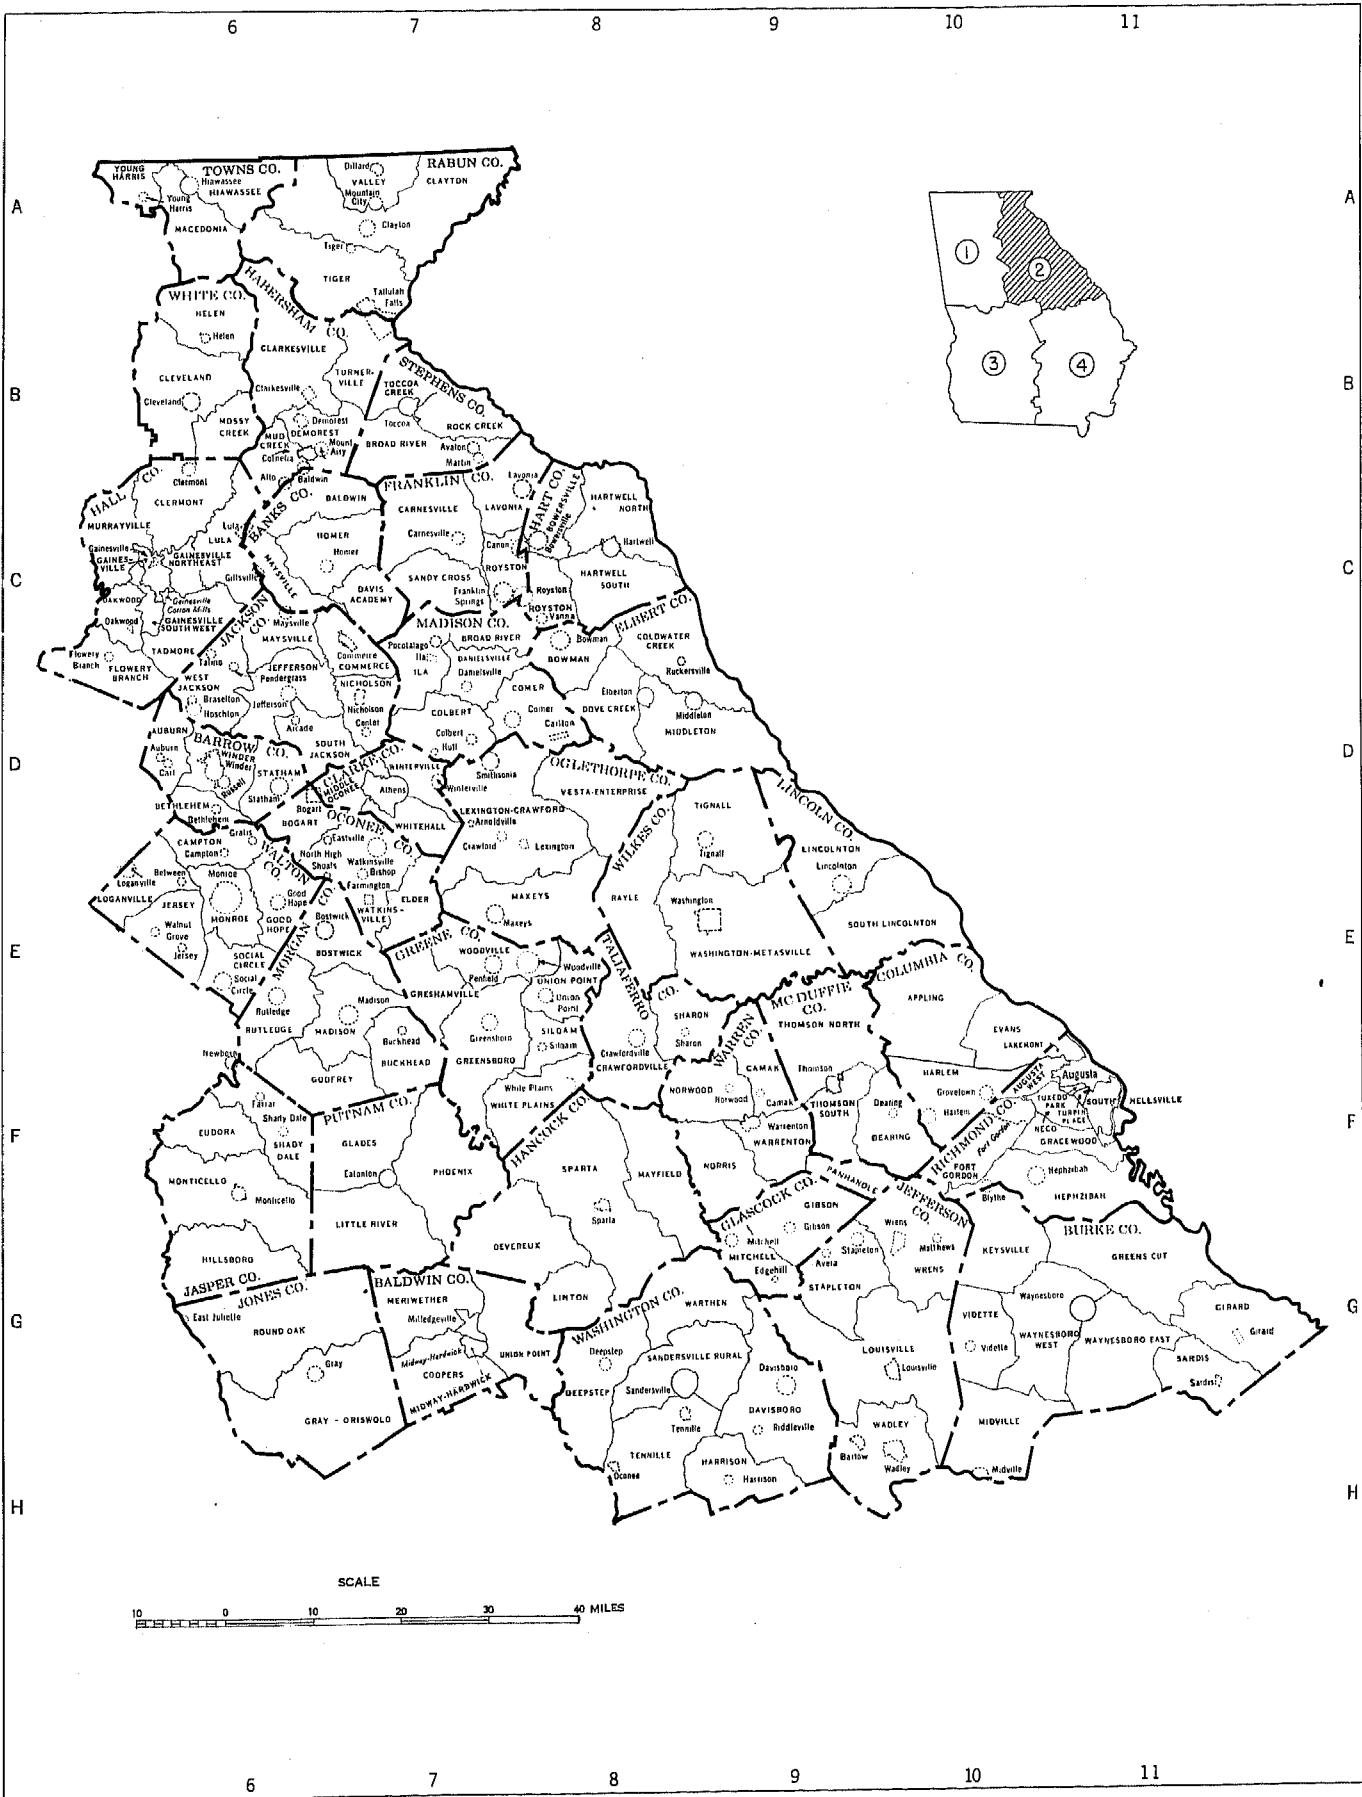 6 7 8 9 10 11
A
B
C
D
E
F
G
H
A
B
C
D
E
F
G
H
6 7 8 9 10 11
1
2
3
4
YOUNG
HARRIS
TOWNS CO.
Hiawassee
HIAWASSEE
Young
Harris
MACEDONIA
Dillard
VALLEY
Mountain
City
RABUN CO.
CLAYTON
Clayton
Tiger
TIGER
Tallulah
Falls
WHITE CO.
HELEN
Helen
CLEVELAND
Cleveland
MOSSY
CREEK
HABERSHAM
CO.
CLARKESVILLE
TURNER-
VILLE
Clarkesville
Demorest
DEMOREST
MUD
CREEK
Mount
Airy
Cornelia
Alto
Baldwin
STEPHENS CO.
TOCCOA
CREEK
Toccoa
ROCK CREEK
BROAD RIVER
Avalon
Martin
HALL CO.
Clermont
CLERMONT
MURRAYVILLE
Lula
LULA
Gainesville
GAINES-
VILLE
GAINESVILLE
NORTHEAST
Gillsville
OAKWOOD
Oakwood
Gainesville
Cotton Mills
GAINESVILLE
SOUTHWEST
TADMORE
Flowery
Branch
FLOWERY
BRANCH
BANKS CO.
BALDWIN
HOMER
Homer
MAYSVILLE
DAVIS
ACADEMY
FRANKLIN CO.
CARNESVILLE
Carnesville
LAVONIA
Lavonia
Canon
SANDY CROSS
ROYSTON
Franklin
Springs
Royston
HART CO.
BOWERSVILLE
Bowersville
HARTWELL
NORTH
Hartwell
HARTWELL
SOUTH
ROYSTON
Vanna
JACKSON
CO.
Maysville
MAYSVILLE
Commerce
COMMERCE
Talmo
JEFFERSON
Pendergrass
WEST
JACKSON
Braselton
Hoschton
Jefferson
NICHOLSON
Nicholson
Center
Arcade
SOUTH
JACKSON
MADISON CO.
BROAD RIVER
Pocotalago
Ila
ILA
DANIELSVILLE
Danielsville
COMER
Comer
COLBERT
Colbert
Hull
Carlton
ELBERT CO.
Bowman
BOWMAN
COLDWATER
CREEK
Ruckersville
Elberton
DOVE CREEK
Middleton
MIDDLETON
AUBURN
Auburn
Carl
BARROW CO.
WINDER
Winder
Russell
STATHAM
Statham
BETHLEHEM
Bethlehem
CLARKE CO.
MIDDLE
OCONEE
WINTERVILLE
Winterville
Athens
WHITEHALL
Bogart
BOGART
OCONEE CO.
Eastville
North High
Shoals
Watkinsville
Bishop
Farmington
WATKINS-
VILLE
ELDER
OGLETHORPE CO.
Smithsonia
VESTA-ENTERPRISE
LEXINGTON-CRAWFORD
Arnoldville
Crawford
Lexington
MAXEYS
Maxeys
WILKES CO.
TIGNALL
Tignall
RAYLE
Washington
WASHINGTON-METASVILLE
LINCOLN CO.
LINCOLNTON
Lincolnton
SOUTH LINCOLNTON
WALTON
CO.
CAMPTON
Campton
Gratis
Loganville
LOGANVILLE
Between
Monroe
MONROE
JERSEY
Walnut
Grove
Jersey
Good
Hope
GOOD
HOPE
SOCIAL
CIRCLE
Social
Circle
MORGAN
CO.
Bostwick
BOSTWICK
Rutledge
RUTLEDGE
Madison
MADISON
Buckhead
BUCKHEAD
GODFREY
Newborn
GREENE CO.
WOODVILLE
Penfield
Woodville
UNION POINT
Union
Point
GRESHAMVILLE
Greensboro
GREENSBORO
SILOAM
Siloam
White Plains
WHITE PLAINS
TALIAFERRO
CO.
SHARON
Sharon
Crawfordville
CRAWFORDVILLE
WARREN
CO.
CAMAK
Camak
NORWOOD
Norwood
Warrenton
WARRENTON
NORRIS
MC DUFFIE
CO.
THOMSON NORTH
Thomson
THOMSON
SOUTH
Dearing
DEARING
COLUMBIA CO.
APPLING
EVANS
LAKEMONT
HARLEM
Grovetown
Harlem
RICHMOND CO.
AUGUSTA
WEST
Augusta
TUXEDO
PARK
TURPIN
PLACE
SOUTH
NELLSVILLE
NECO
GRACEWOOD
Fort Gordon
FORT
GORDON
Hephzibah
HEPHZIBAH
Blythe
Farrar
EUDORA
Shady Dale
SHADY
DALE
MONTICELLO
Monticello
HILLSBORO
JASPER CO.
PUTNAM CO.
GLADES
PHOENIX
Eatonton
LITTLE RIVER
HANCOCK CO.
SPARTA
Sparta
MAYFIELD
DEVEREUX
LINTON
GLASCOCK CO.
PANHANDLE
GIBSON
Gibson
Mitchell
MITCHELL
Edgehill
JEFFERSON
CO.
Wrens
WRENS
Stapleton
Matthews
Avera
STAPLETON
LOUISVILLE
Louisville
WADLEY
Bartow
Wadley
BURKE CO.
KEYSVILLE
GREENS CUT
Waynesboro
VIDETTE
Vidette
WAYNESBORO
WEST
WAYNESBORO EAST
GIRARD
Girard
SARDIS
Sardis
MIDVILLE
Midville
JONES CO.
East Juliette
ROUND OAK
Gray
GRAY - GRISWOLD
BALDWIN CO.
MERIWETHER
Milledgeville
Midway-Hardwick
COOPERS
UNION POINT
MIDWAY-HARDWICK
WASHINGTON CO.
WARTHEN
Deepstep
DEEPSTEP
SANDERSVILLE RURAL
Sandersville
Davisboro
DAVISBORO
Tennille
Riddleville
TENNILLE
Oconee
HARRISON
Harrison
SCALE
10 0 10 20 30 40 MILES